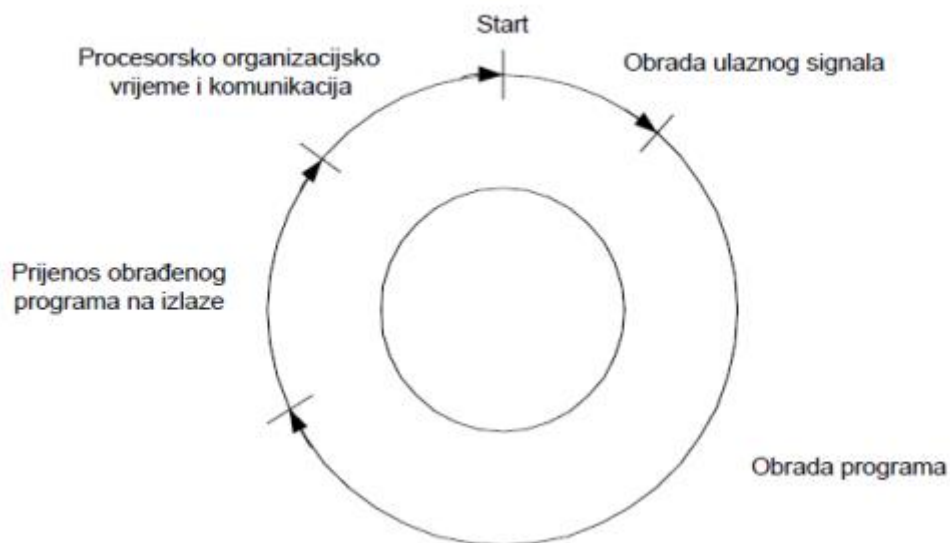 Start
Obrada ulaznog signala
Obrada programa
Prijenos obrađenog
programa na izlaze
Procesorsko organizacijsko
vrijeme i komunikacija